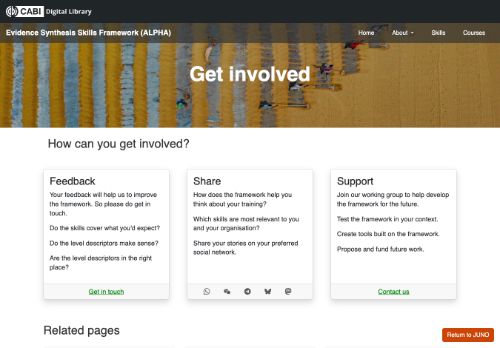 CABI Digital Library
Evidence Synthesis Skills Framework (ALPHA)
Home
About
Skills
Courses
Get involved
How can you get involved?
Feedback
Your feedback will help us to improve
the framework. So please do get in
touch.
Do the skills cover what you'd expect?
Do the level descriptors make sense?
Are the level descriptors in the right
place?
Get in touch
Share
How does the framework help you
think about your training?
Which skills are most relevant to you
and your organisation?
Share your stories on your preferred
social network.
Support
Join our working group to help develop
the framework for the future.
Test the framework in your context.
Create tools built on the framework.
Propose and fund future work.
Contact us
Related pages
Return to JUNO